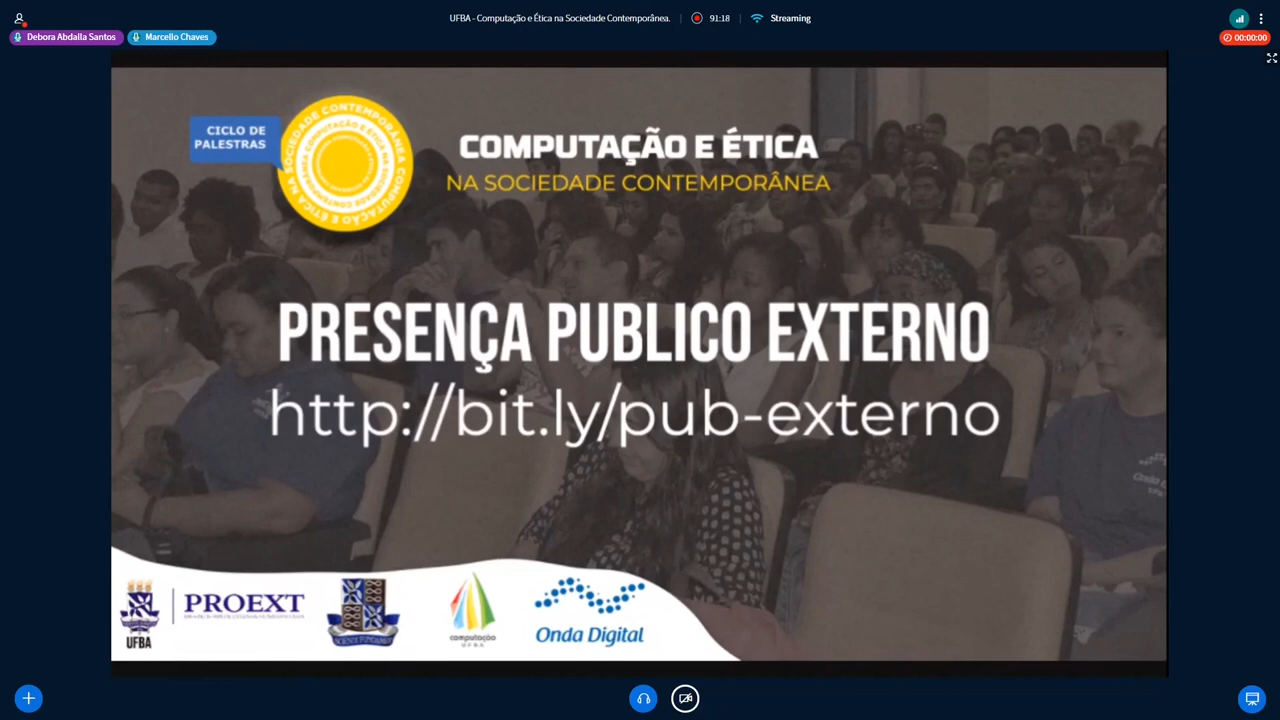 UFBA - Computação e Ética na Sociedade Contemporânea.
91:18
Streaming
Debora Abdalla Santos
Marcello Chaves
00:00:00
CICLO DE
PALESTRAS
COMPUTAÇÃO E ÉTICA
NA SOCIEDADE CONTEMPORÂNEA
PRESENÇA PUBLICO EXTERNO
http://bit.ly/pub-externo
UFBA
PROEXT
computação
UFBA
Onda Digital